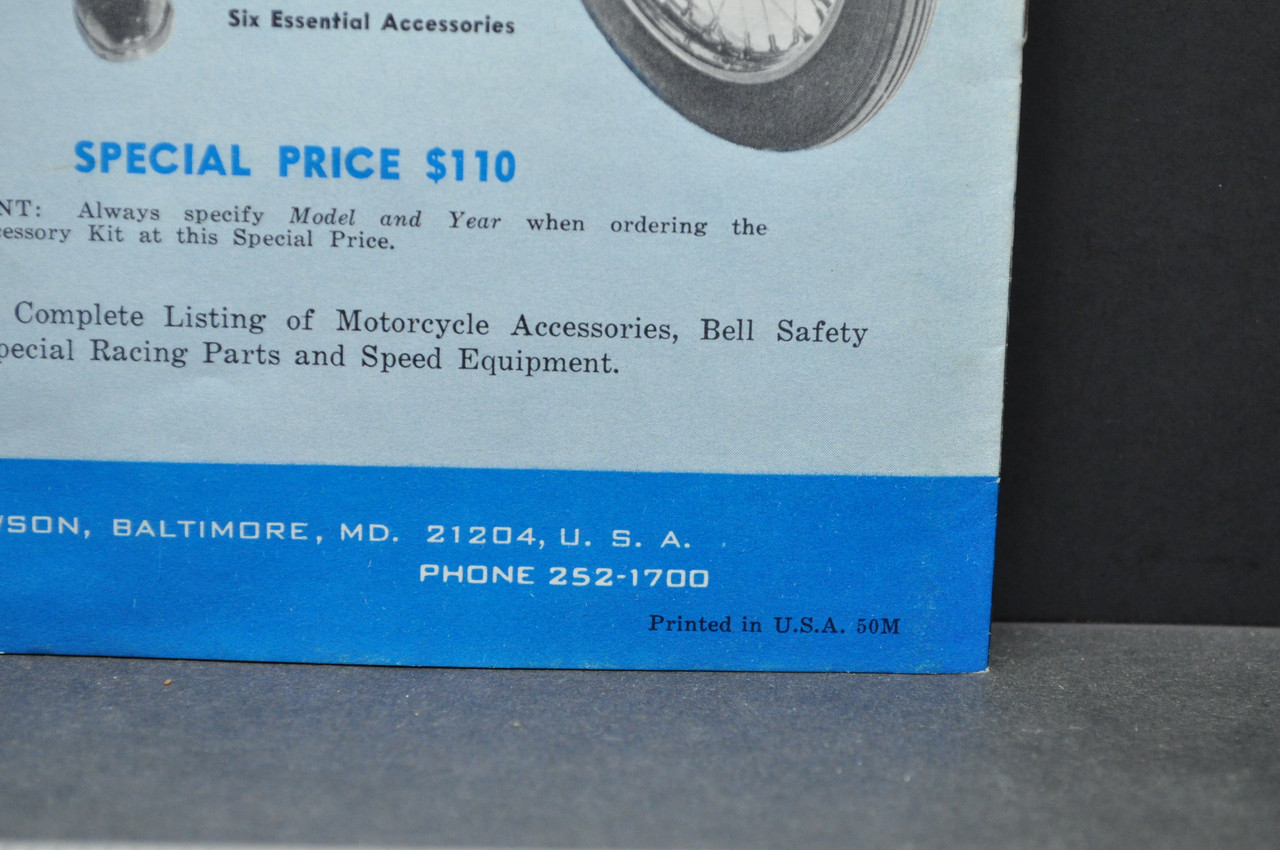 Six Essential Accessories
SPECIAL PRICE $110
NT: Always specify Model and Year when ordering the
cessory Kit at this Special Price.
Complete Listing of Motorcycle Accessories, Bell Safety
pecial Racing Parts and Speed Equipment.
WSON, BALTIMORE, MD. 21204, U. S. A.
PHONE 252-1700
Printed in U.S.A. 50M